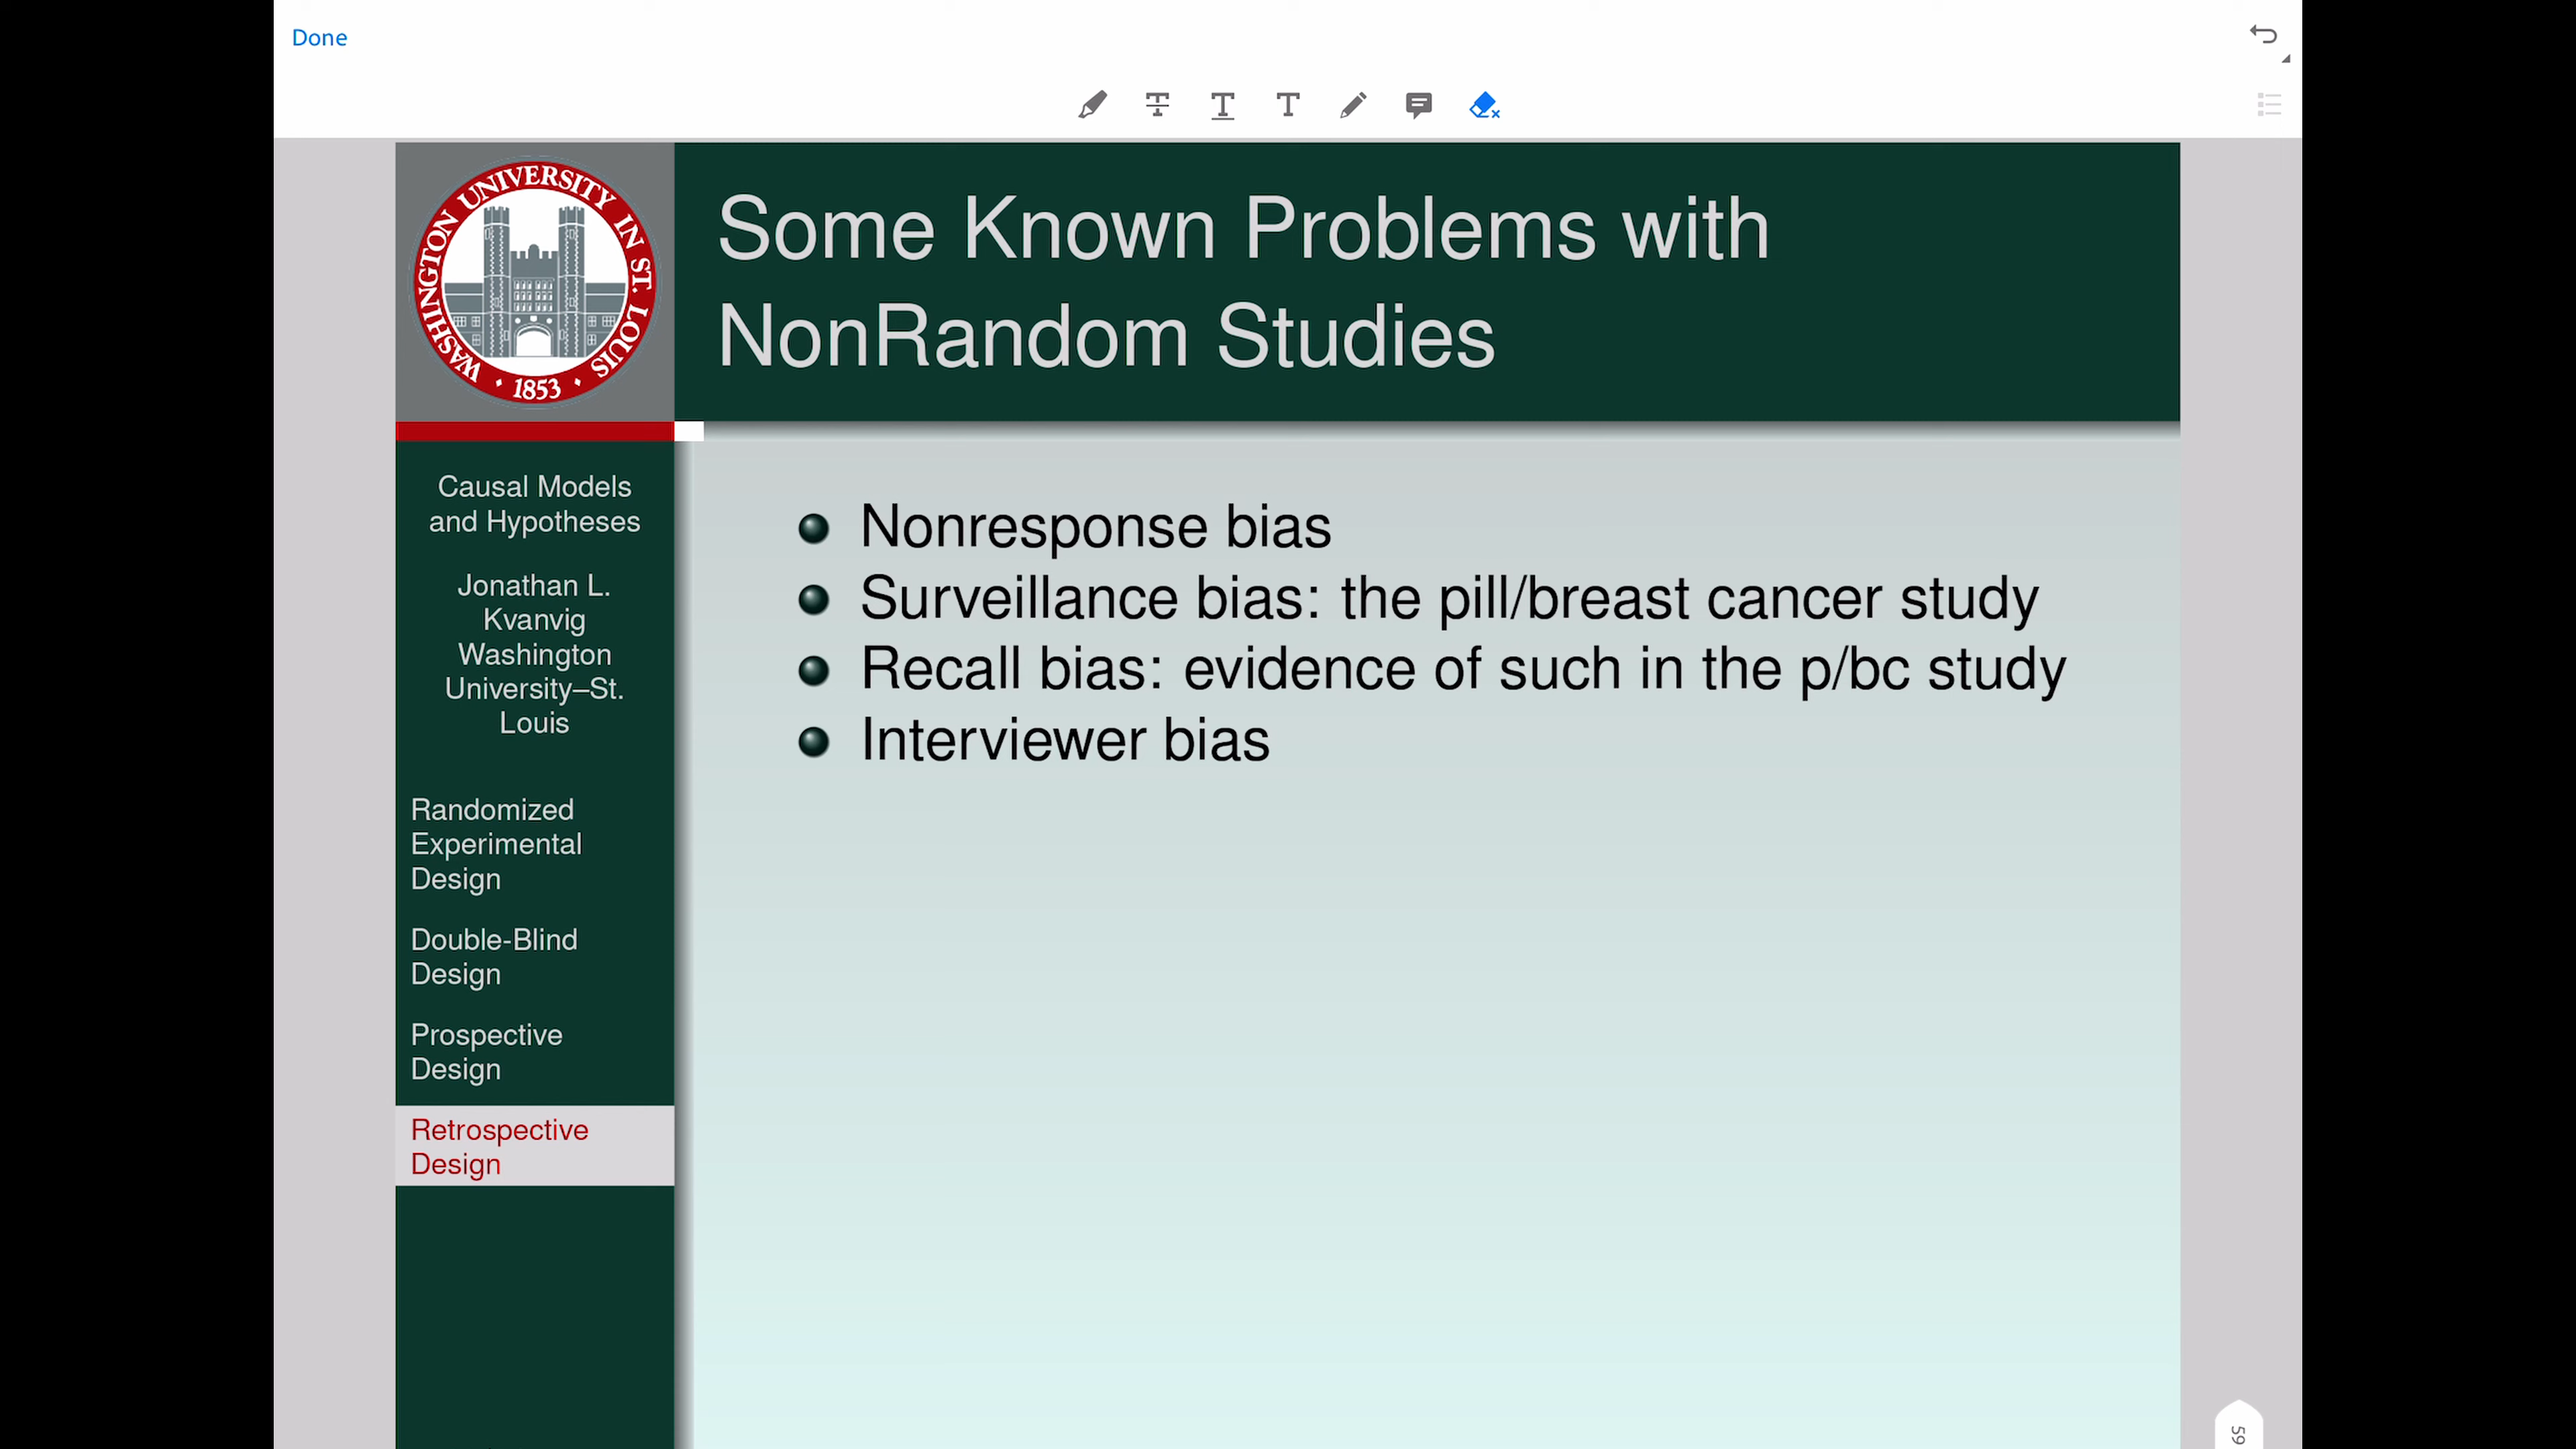 Done
WASHINGTON UNIVERSITY IN ST. LOUIS
· 1853 ·
Some Known Problems with
NonRandom Studies
Causal Models
and Hypotheses
Jonathan L.
Kvanvig
Washington
University–St.
Louis
Randomized
Experimental
Design
Double-Blind
Design
Prospective
Design
Retrospective
Design
Nonresponse bias
Surveillance bias: the pill/breast cancer study
Recall bias: evidence of such in the p/bc study
Interviewer bias
59